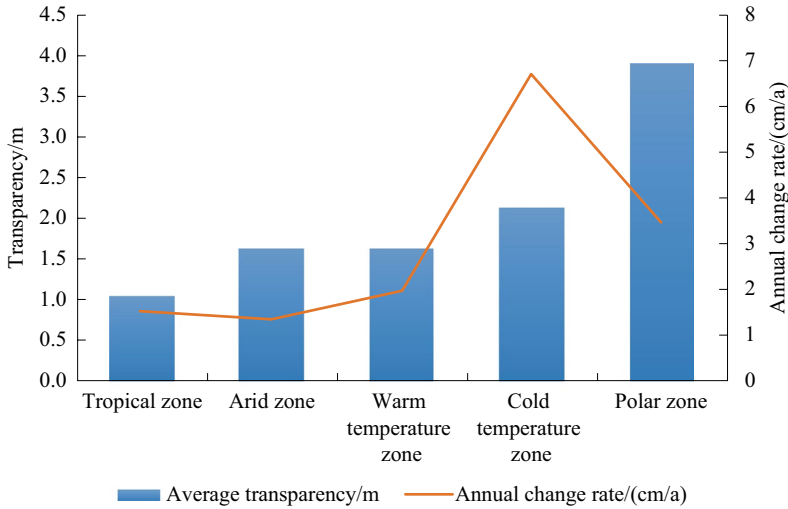 Transparency/m
4.5
4.0
3.5
3.0
2.5
2.0
1.5
1.0
0.5
0.0
8
7
6
5
4
3
2
1
0
Annual change rate/(cm/a)
Tropical zone
Arid zone
Warm
temperature
zone
Cold
temperature
zone
Polar zone
Average transparency/m
Annual change rate/(cm/a)